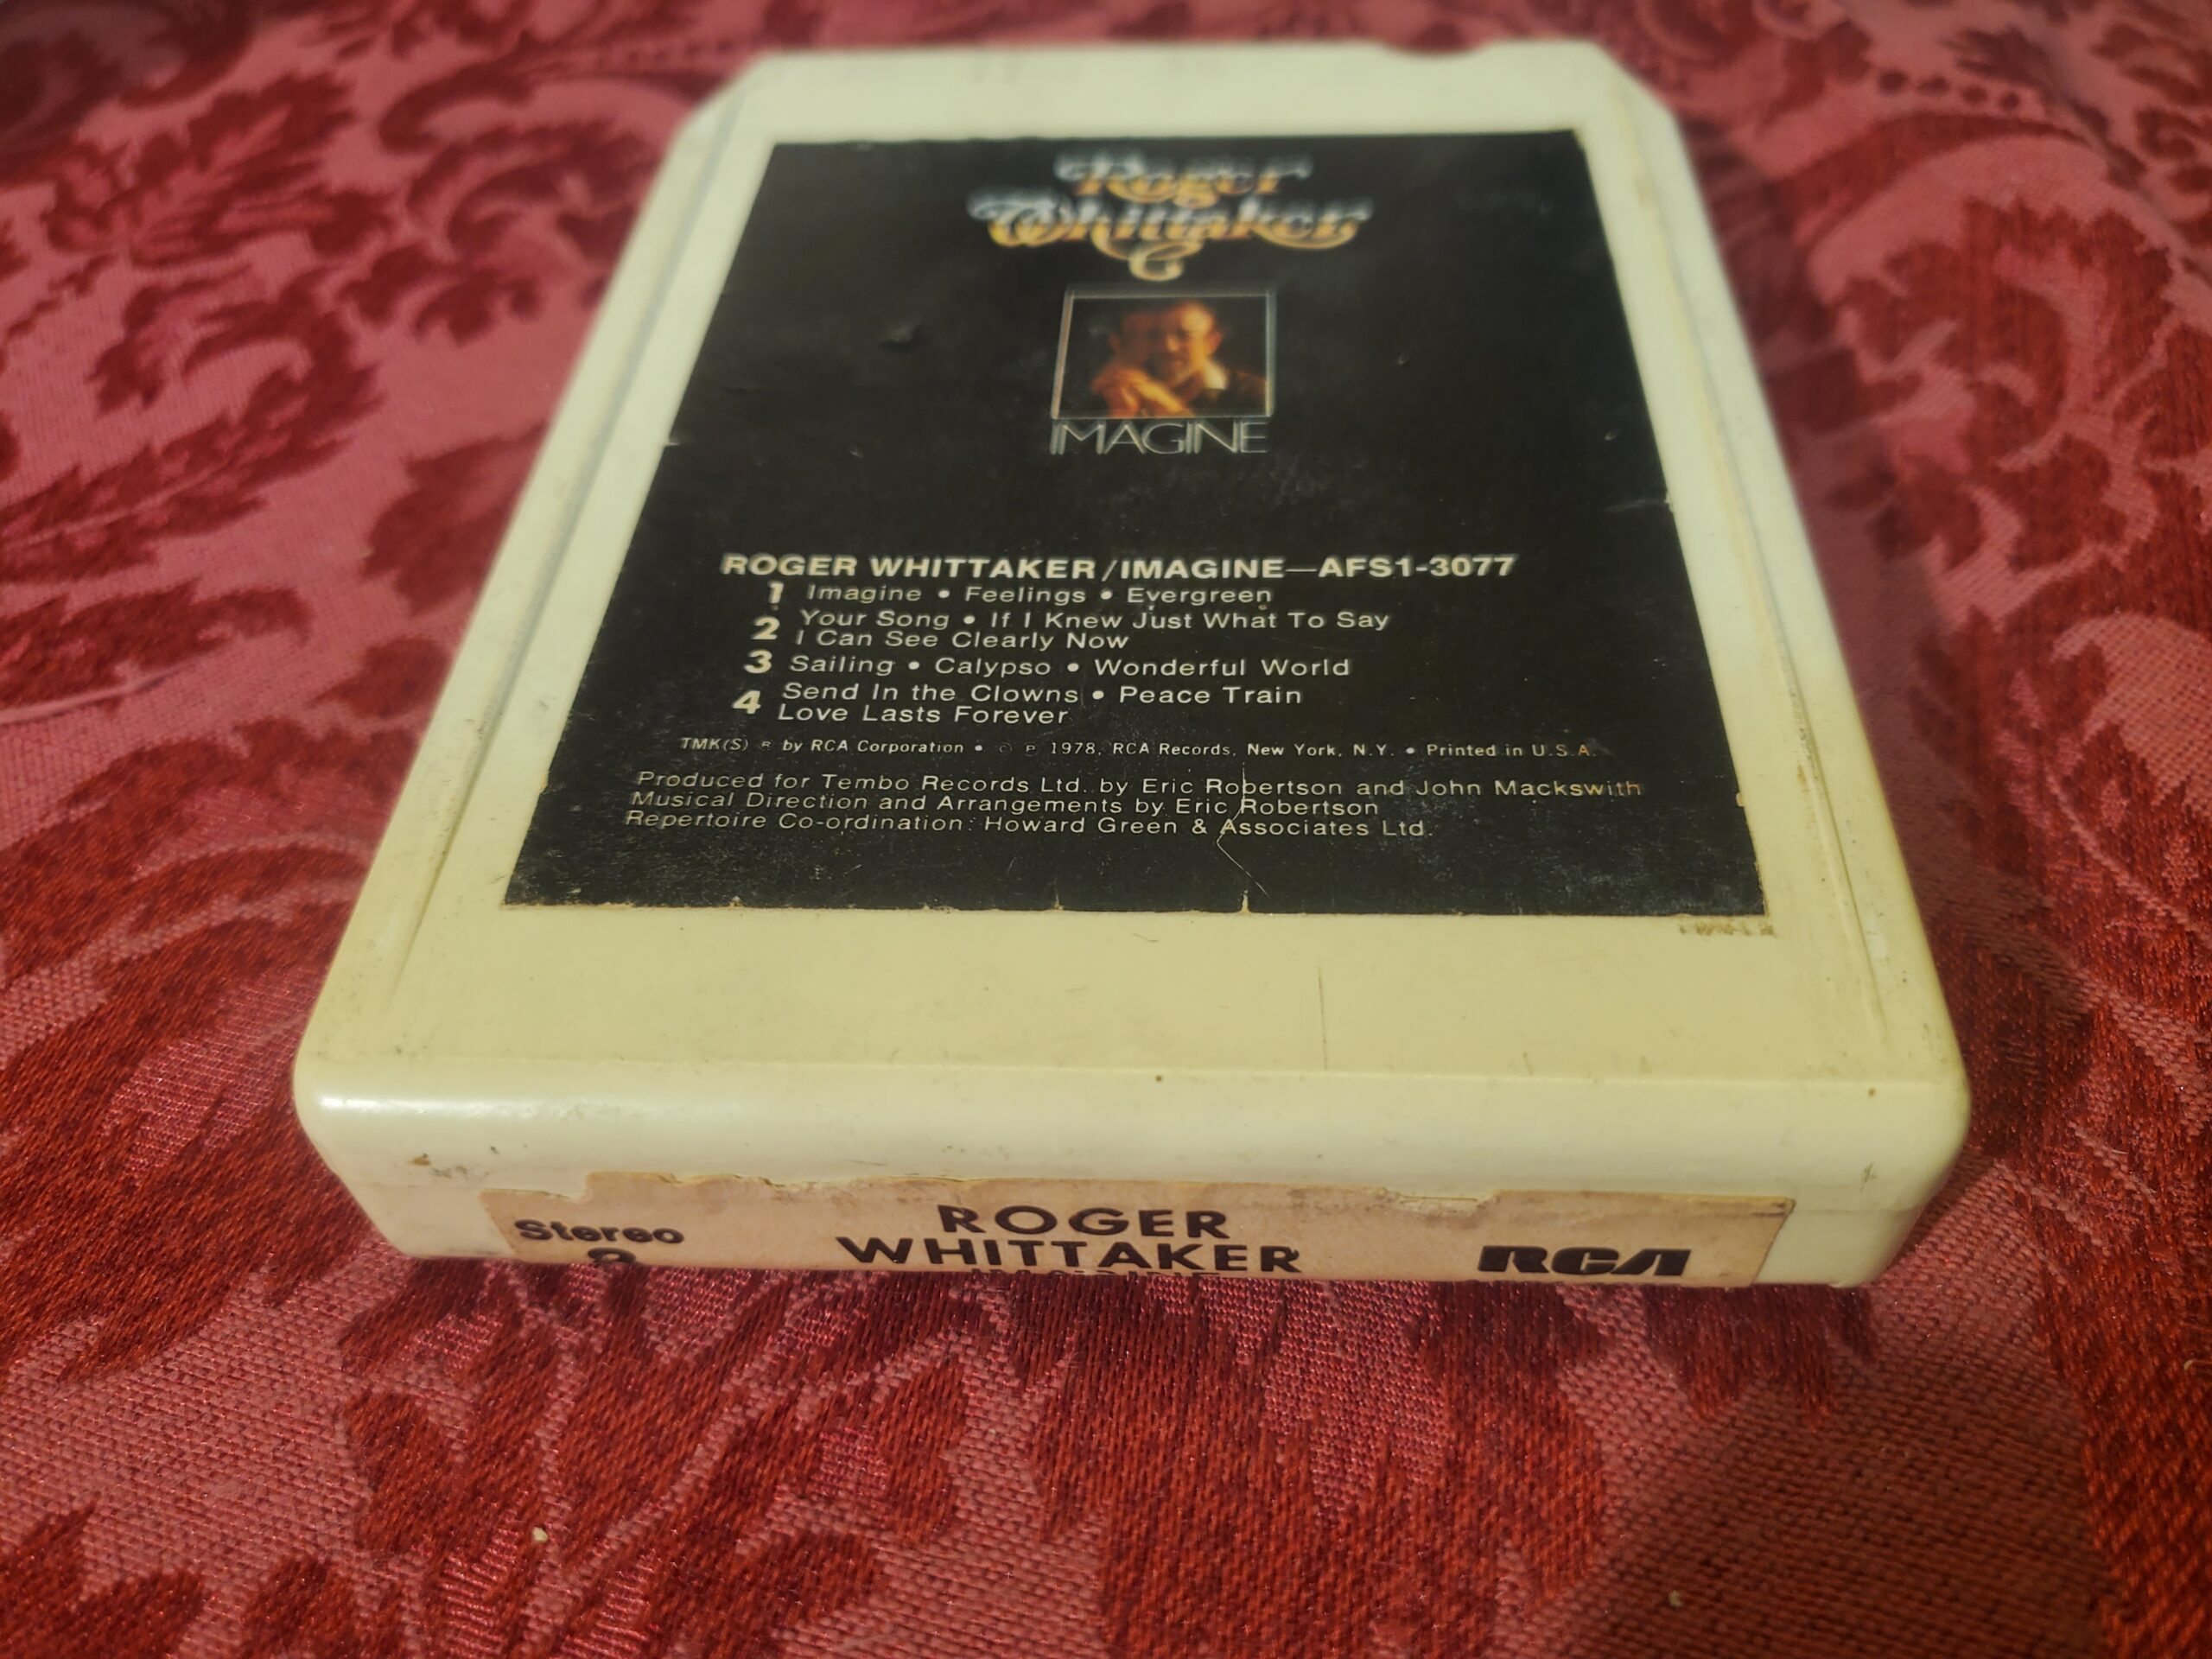 Roger
Whittaker
IMAGINE
ROGER WHITTAKER/IMAGINE—AFS1-3077
1 Imagine • Feelings • Evergreen
2 Your Song • If I Knew Just What To Say
I Can See Clearly Now
3 Sailing • Calypso • Wonderful World
4 Send In the Clowns • Peace Train
Love Lasts Forever
TMK(S) ® by RCA Corporation • © ℗ 1978, RCA Records, New York, N.Y. • Printed in U.S.A.
Produced for Tembo Records Ltd. by Eric Robertson and John Mackswith
Musical Direction and Arrangements by Eric Robertson
Repertoire Co-ordination: Howard Green & Associates Ltd.
Stereo
8
ROGER
WHITTAKER
IMAGINE
RCA